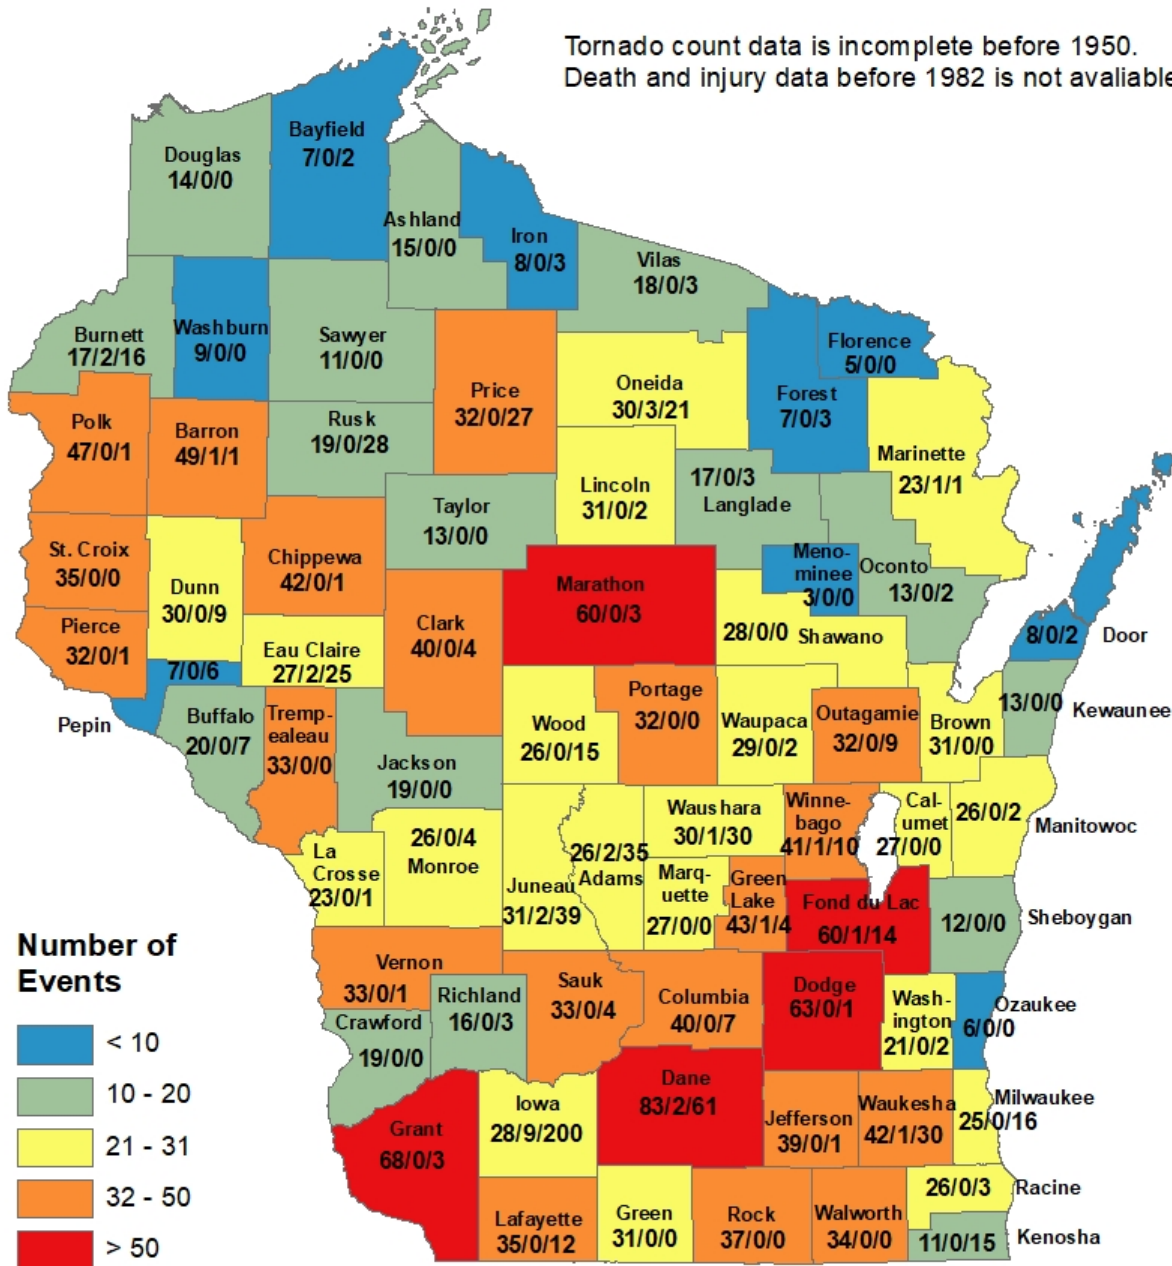 Tornado count data is incomplete before 1950.
Death and injury data before 1982 is not avaliable
Bayfield
7/0/2
Douglas
14/0/0
Ashland
15/0/0
Iron
8/0/3
Vilas
18/0/3
Burnett
17/2/16
Washburn
9/0/0
Sawyer
11/0/0
Price
32/0/27
Oneida
30/3/21
Florence
5/0/0
Forest
7/0/3
Polk
47/0/1
Barron
49/1/1
Rusk
19/0/28
Marinette
23/1/1
Taylor
13/0/0
Lincoln
31/0/2
17/0/3
Langlade
St. Croix
35/0/0
Dunn
30/0/9
Chippewa
42/0/1
Marathon
60/0/3
Meno-
minee
3/0/0
Oconto
13/0/2
Pierce
32/0/1
Eau Claire
27/2/25
Clark
40/0/4
28/0/0
Shawano
8/0/2
Door
7/0/6
Pepin
Buffalo
20/0/7
Tremp-
ealeau
33/0/0
Jackson
19/0/0
Wood
26/0/15
Portage
32/0/0
Waupaca
29/0/2
Outagamie
32/0/9
Brown
31/0/0
13/0/0
Kewaunee
La
Crosse
23/0/1
26/0/4
Monroe
Juneau
31/2/39
26/2/35
Adams
Waushara
30/1/30
Winne-
bago
41/1/10
Cal-
umet
27/0/0
26/0/2
Manitowoc
Marq-
uette
27/0/0
Green
Lake
43/1/4
Fond du Lac
60/1/14
12/0/0
Sheboygan
Vernon
33/0/1
Richland
16/0/3
Sauk
33/0/4
Columbia
40/0/7
Dodge
63/0/1
Wash-
ington
21/0/2
Ozaukee
6/0/0
Crawford
19/0/0
Grant
68/0/3
Iowa
28/9/200
Dane
83/2/61
Jefferson
39/0/1
Waukesha
42/1/30
Milwaukee
25/0/16
Lafayette
35/0/12
Green
31/0/0
Rock
37/0/0
Walworth
34/0/0
26/0/3
Racine
11/0/15
Kenosha
Number of
Events
< 10
10 - 20
21 - 31
32 - 50
> 50